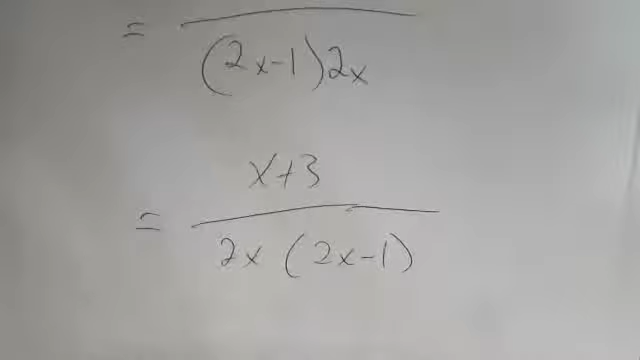 =
(2x-1)2x
x+3
=
2x (2x-1)